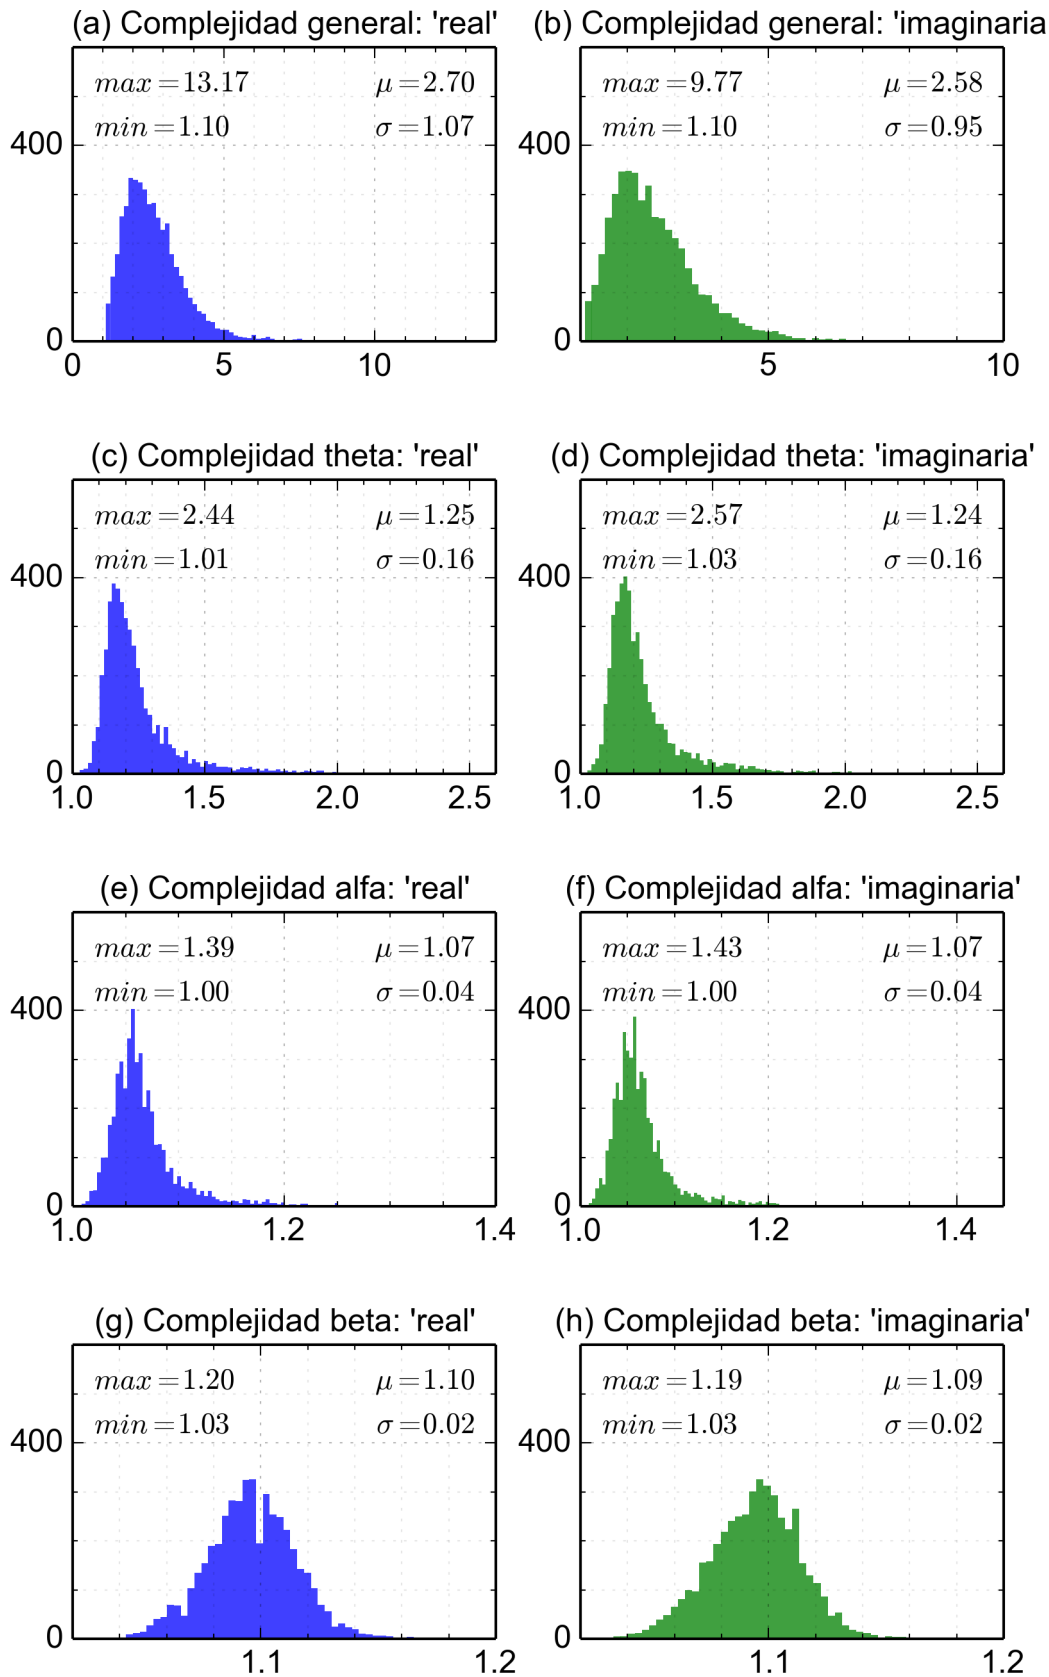 (a) Complejidad general: 'real'
max=13.17 μ=2.70
min=1.10 σ=1.07
400
0
0 5 10
(b) Complejidad general: 'imaginaria
max=9.77 μ=2.58
min=1.10 σ=0.95
400
0
5 10
(c) Complejidad theta: 'real'
max=2.44 μ=1.25
min=1.01 σ=0.16
400
0
1.0 1.5 2.0 2.5
(d) Complejidad theta: 'imaginaria'
max=2.57 μ=1.24
min=1.03 σ=0.16
400
0
1.0 1.5 2.0 2.5
(e) Complejidad alfa: 'real'
max=1.39 μ=1.07
min=1.00 σ=0.04
400
0
1.0 1.2 1.4
(f) Complejidad alfa: 'imaginaria'
max=1.43 μ=1.07
min=1.00 σ=0.04
400
0
1.0 1.2 1.4
(g) Complejidad beta: 'real'
max=1.20 μ=1.10
min=1.03 σ=0.02
400
0
1.1 1.2
(h) Complejidad beta: 'imaginaria'
max=1.19 μ=1.09
min=1.03 σ=0.02
400
0
1.1 1.2